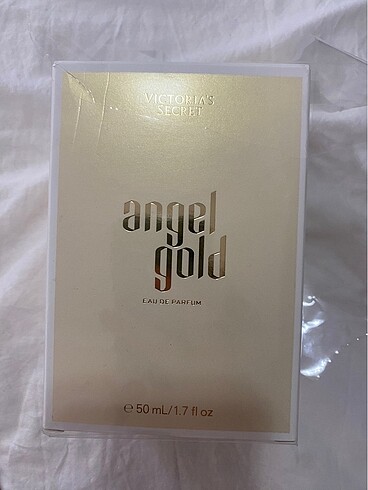 VICTORIA'S
SECRET
angel
gold
EAU DE PARFUM
℮ 50 mL/1.7 fl oz